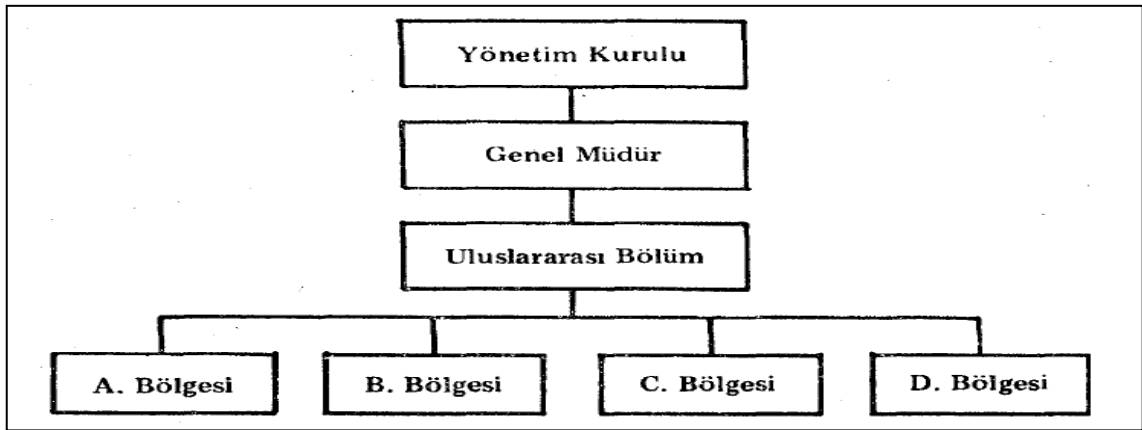 Yönetim Kurulu
Genel Müdür
Uluslararası Bölüm
A. Bölgesi
B. Bölgesi
C. Bölgesi
D. Bölgesi